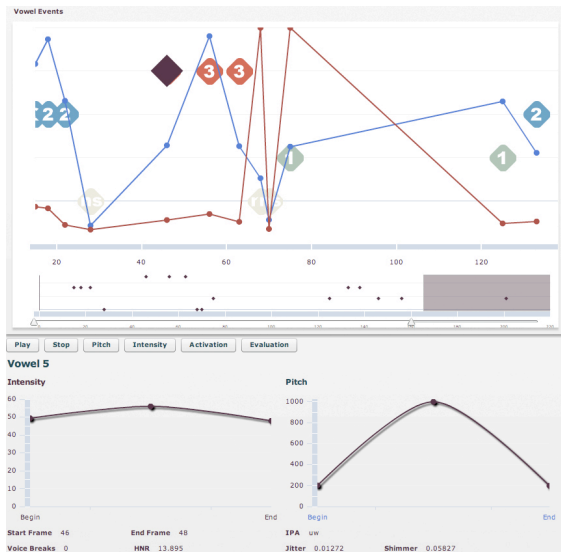 Vowel Events
3 3
2 2 2
1 1
20 40 60 80 100 120
Play Stop Pitch Intensity Activation Evaluation
Vowel 5
Intensity Pitch
60
50
40
30
20
10
0
1000
800
600
400
200
0
Begin End Begin End
Start Frame 46 End Frame 48 IPA uw
Voice Breaks 0 HNR 13.895 Jitter 0.01272 Shimmer 0.05827